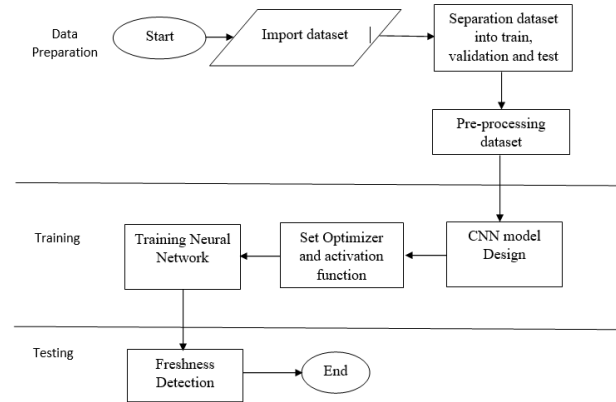 Data
Preparation
Start
Import dataset
Separation dataset
into train,
validation and test
Pre-processing
dataset
Training
Training Neural
Network
Set Optimizer
and activation
function
CNN model
Design
Testing
Freshness
Detection
End